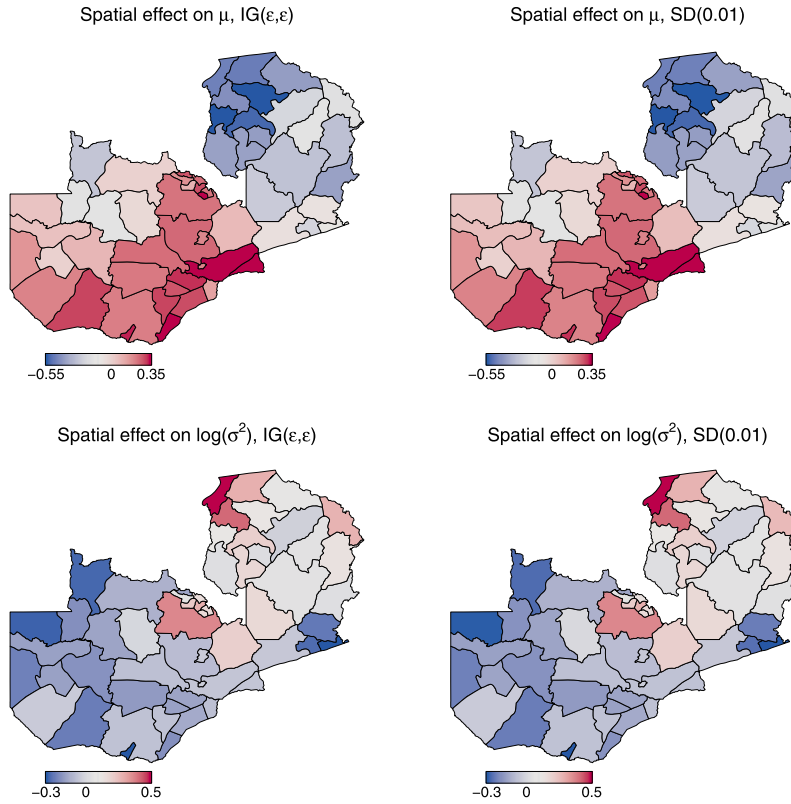 Spatial effect on μ, IG(ε,ε)
Spatial effect on μ, SD(0.01)
−0.55 0 0.35
−0.55 0 0.35
Spatial effect on log(σ²), IG(ε,ε)
Spatial effect on log(σ²), SD(0.01)
−0.3 0 0.5
−0.3 0 0.5